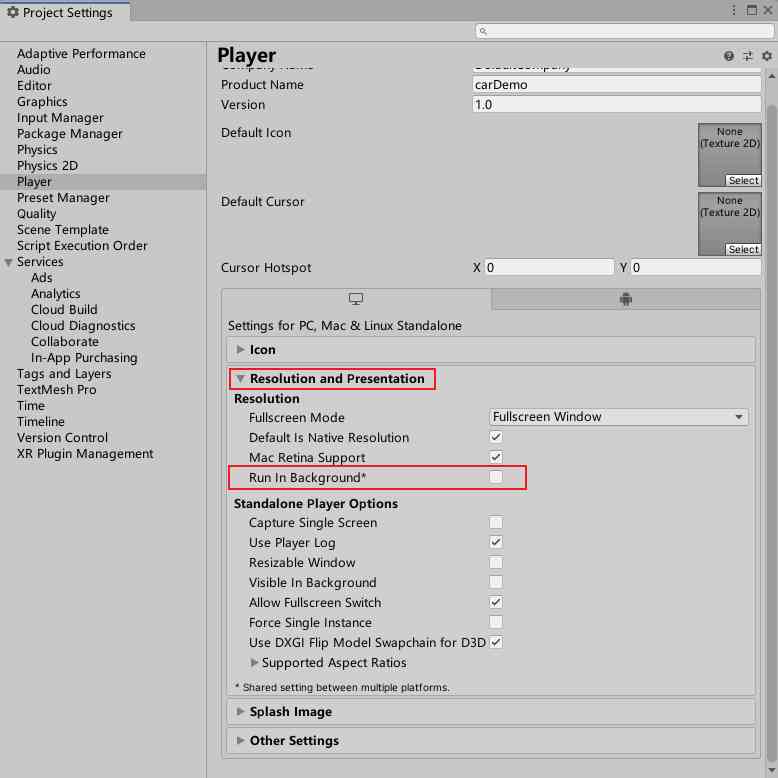 Project Settings
Adaptive Performance
Audio
Editor
Graphics
Input Manager
Package Manager
Physics
Physics 2D
Player
Preset Manager
Quality
Scene Template
Script Execution Order
Services
Ads
Analytics
Cloud Build
Cloud Diagnostics
Collaborate
In-App Purchasing
Tags and Layers
TextMesh Pro
Time
Timeline
Version Control
XR Plugin Management
Player
Company Name DefaultCompany
Product Name carDemo
Version 1.0
Default Icon
None
(Texture 2D)
Select
Default Cursor
None
(Texture 2D)
Select
Cursor Hotspot X 0 Y 0
Settings for PC, Mac & Linux Standalone
Icon
Resolution and Presentation
Resolution
Fullscreen Mode Fullscreen Window
Default Is Native Resolution
Mac Retina Support
Run In Background*
Standalone Player Options
Capture Single Screen
Use Player Log
Resizable Window
Visible In Background
Allow Fullscreen Switch
Force Single Instance
Use DXGI Flip Model Swapchain for D3D
Supported Aspect Ratios
* Shared setting between multiple platforms.
Splash Image
Other Settings